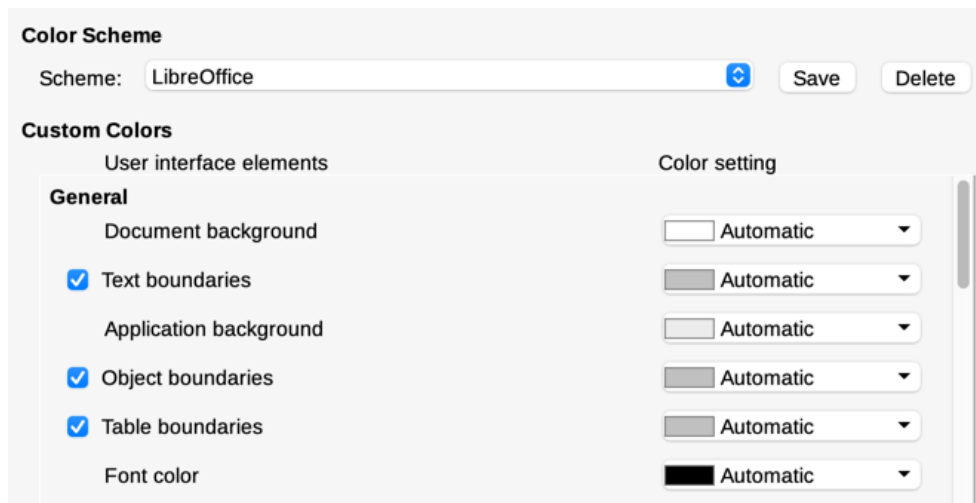 Color Scheme
Scheme: LibreOffice Save Delete
Custom Colors
User interface elements Color setting
General
Document background Automatic
Text boundaries Automatic
Application background Automatic
Object boundaries Automatic
Table boundaries Automatic
Font color Automatic